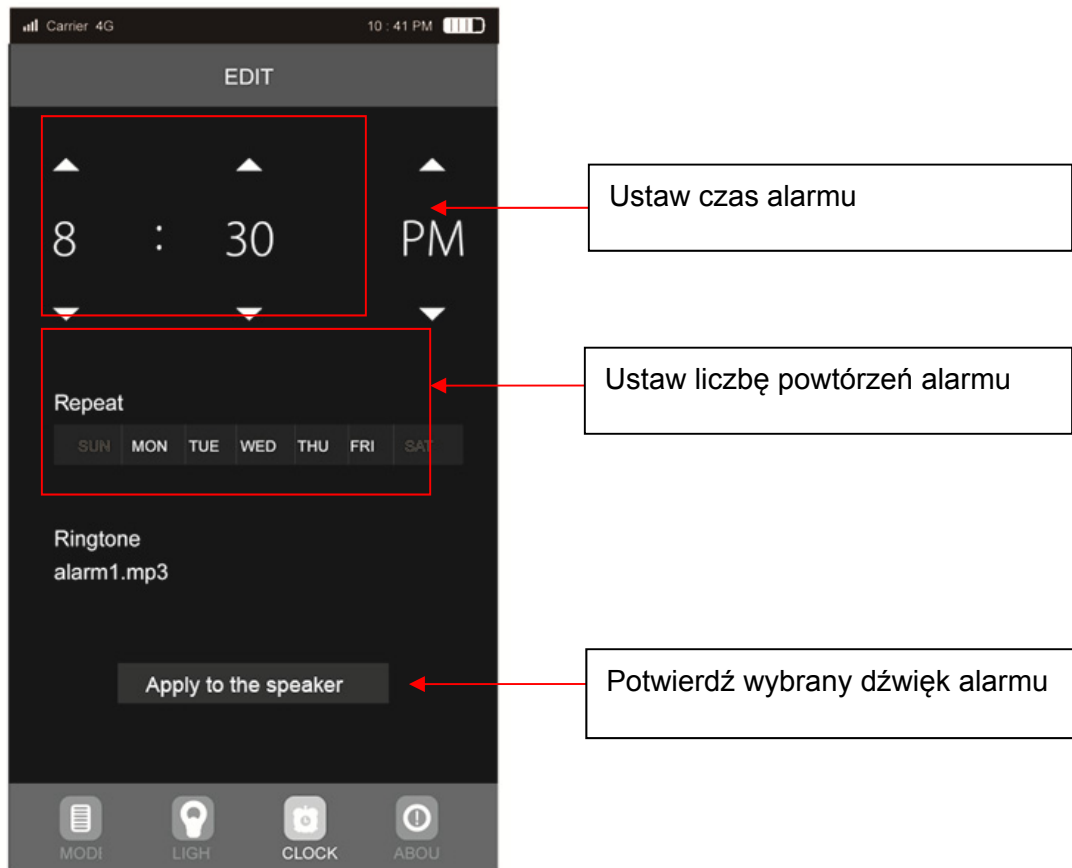 Carrier 4G 10 : 41 PM
EDIT
8 : 30 PM
Ustaw czas alarmu
Ustaw liczbę powtórzeń alarmu
Repeat
SUN MON TUE WED THU FRI SAT
Ringtone
alarm1.mp3
Apply to the speaker
Potwierdź wybrany dźwięk alarmu
MODE LIGH CLOCK ABOU